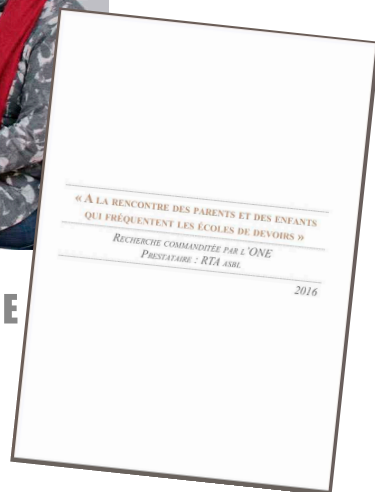 « A LA RENCONTRE DES PARENTS ET DES ENFANTS
QUI FRÉQUENTENT LES ÉCOLES DE DEVOIRS »
RECHERCHE COMMANDITÉE PAR L'ONE
PRESTATAIRE : RTA ASBL
2016
E